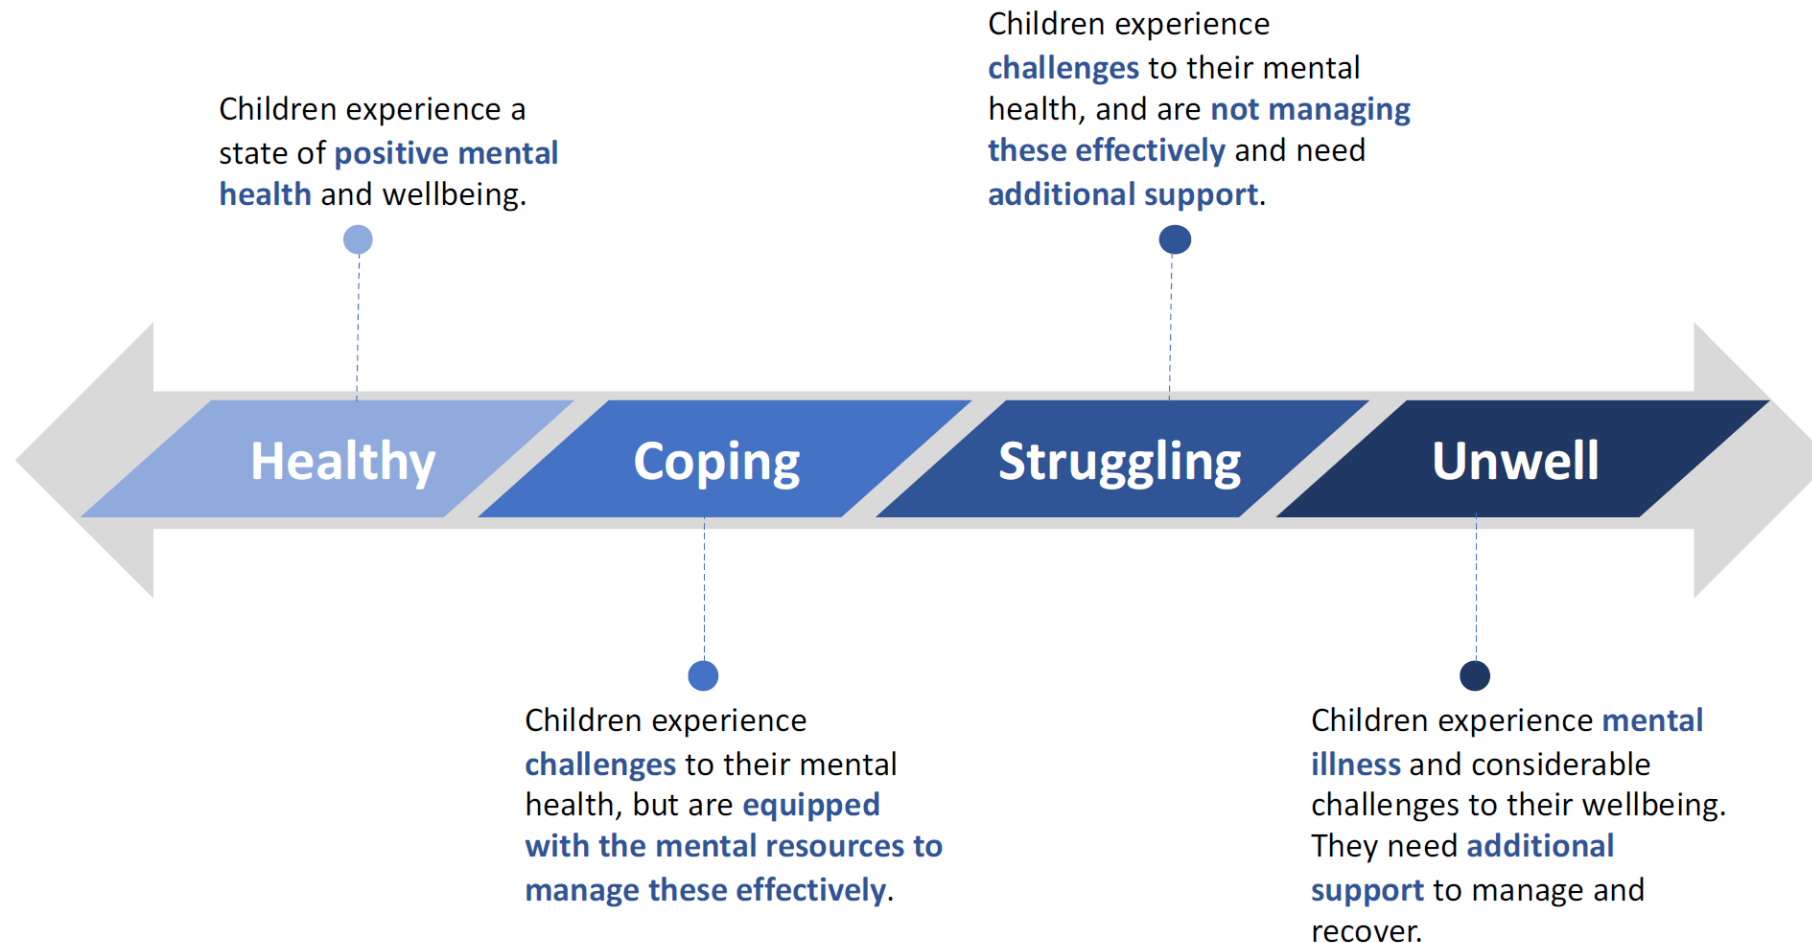 Children experience a
state of positive mental
health and wellbeing.
Children experience
challenges to their mental
health, and are not managing
these effectively and need
additional support.
Healthy
Coping
Struggling
Unwell
Children experience
challenges to their mental
health, but are equipped
with the mental resources to
manage these effectively.
Children experience mental
illness and considerable
challenges to their wellbeing.
They need additional
support to manage and
recover.